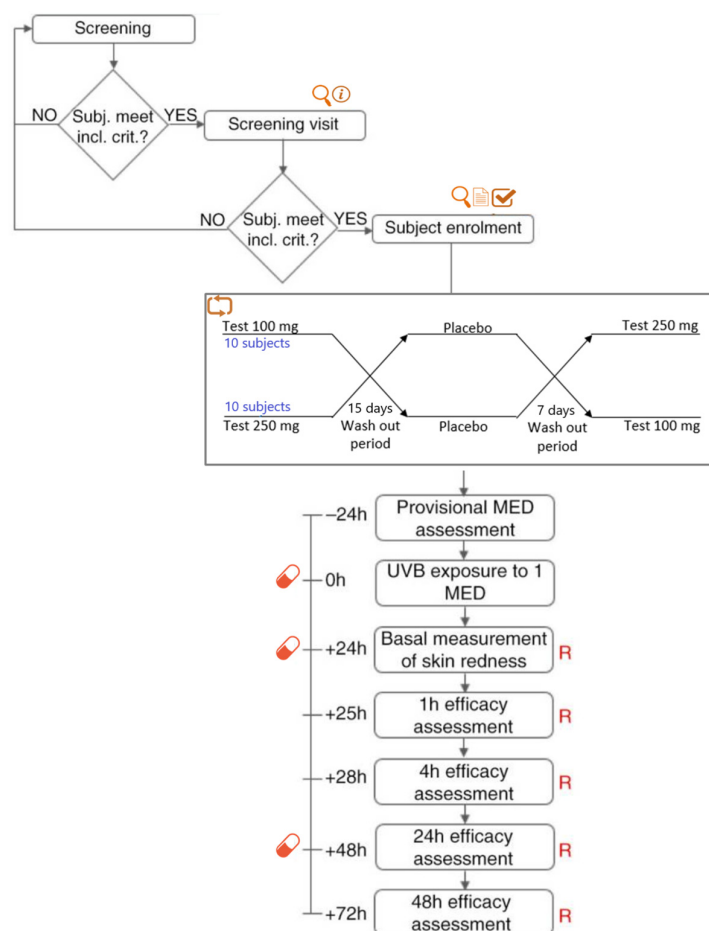 Screening
NO
Subj. meet
incl. crit.?
YES
Screening visit
NO
Subj. meet
incl. crit.?
YES
Subject enrolment
Test 100 mg
10 subjects
Placebo
Test 250 mg
10 subjects
Test 250 mg
15 days
Wash out
period
Placebo
7 days
Wash out
period
Test 100 mg
–24h
Provisional MED
assessment
0h
UVB exposure to 1
MED
+24h
Basal measurement
of skin redness
R
+25h
1h efficacy
assessment
R
+28h
4h efficacy
assessment
R
+48h
24h efficacy
assessment
R
+72h
48h efficacy
assessment
R